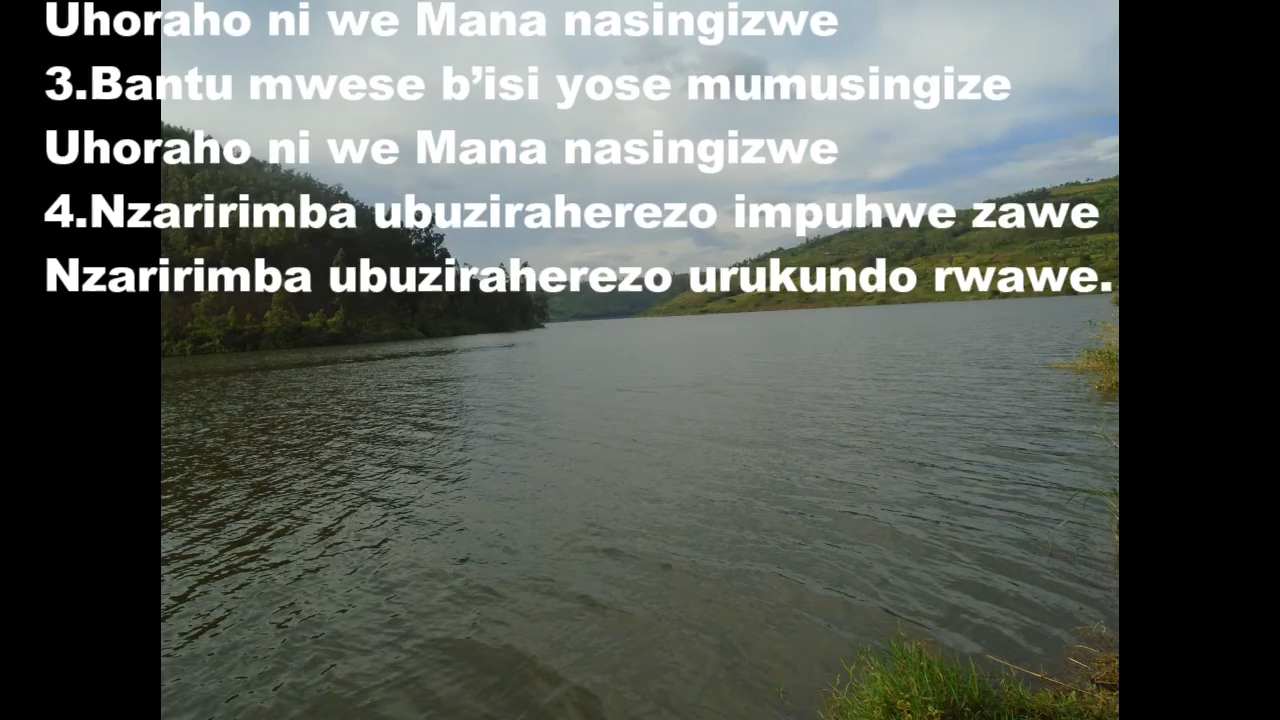 Uhoraho ni we Mana nasingizwe
3.Bantu mwese b’isi yose mumusingize
Uhoraho ni we Mana nasingizwe
4.Nzaririmba ubuziraherezo impuhwe zawe
Nzaririmba ubuziraherezo urukundo rwawe.